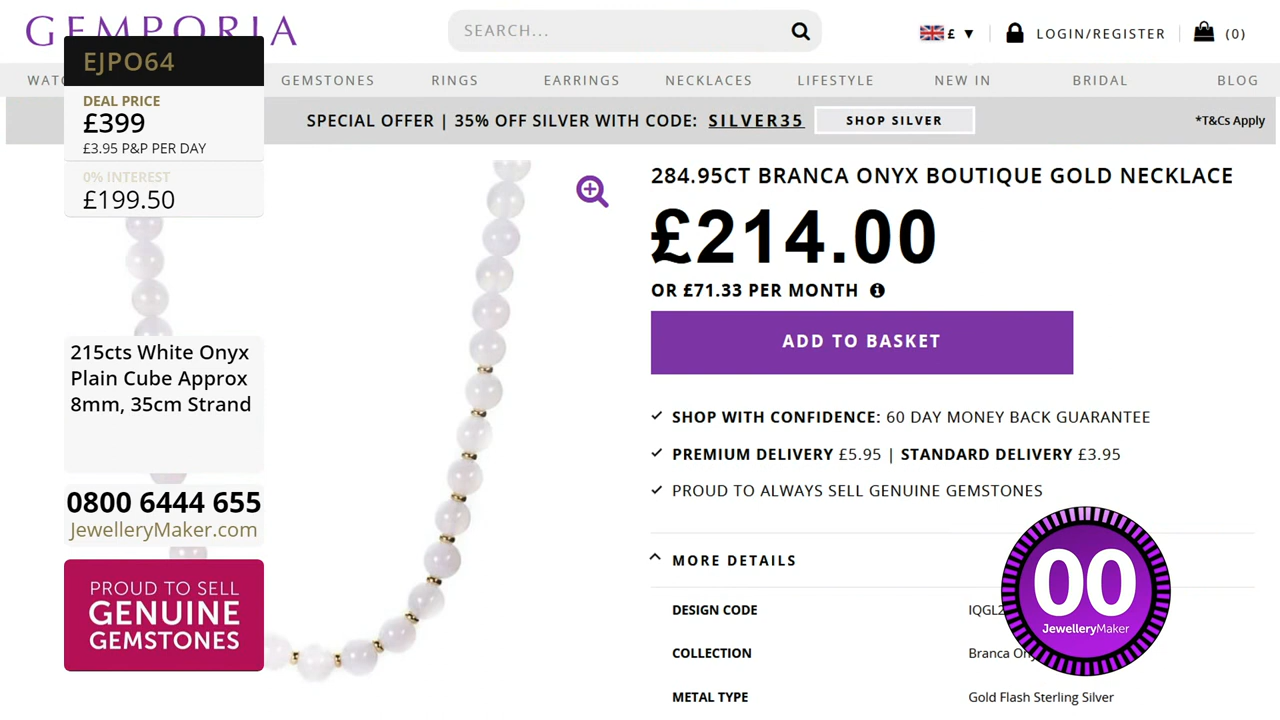 GEMPORIA
SEARCH...
£ ▼
LOGIN/REGISTER
(0)
EJPO64
DEAL PRICE
£399
£3.95 P&P PER DAY
0% INTEREST
£199.50
GEMSTONES
RINGS
EARRINGS
NECKLACES
LIFESTYLE
NEW IN
BRIDAL
BLOG
SPECIAL OFFER | 35% OFF SILVER WITH CODE: SILVER35
SHOP SILVER
*T&Cs Apply
284.95CT BRANCA ONYX BOUTIQUE GOLD NECKLACE
£214.00
OR £71.33 PER MONTH
ADD TO BASKET
SHOP WITH CONFIDENCE: 60 DAY MONEY BACK GUARANTEE
PREMIUM DELIVERY £5.95 | STANDARD DELIVERY £3.95
PROUD TO ALWAYS SELL GENUINE GEMSTONES
MORE DETAILS
DESIGN CODE
COLLECTION
Branca
METAL TYPE
Gold Flash Sterling Silver
215cts White Onyx
Plain Cube Approx
8mm, 35cm Strand
0800 6444 655
JewelleryMaker.com
PROUD TO SELL
GENUINE
GEMSTONES
00
JewelleryMaker